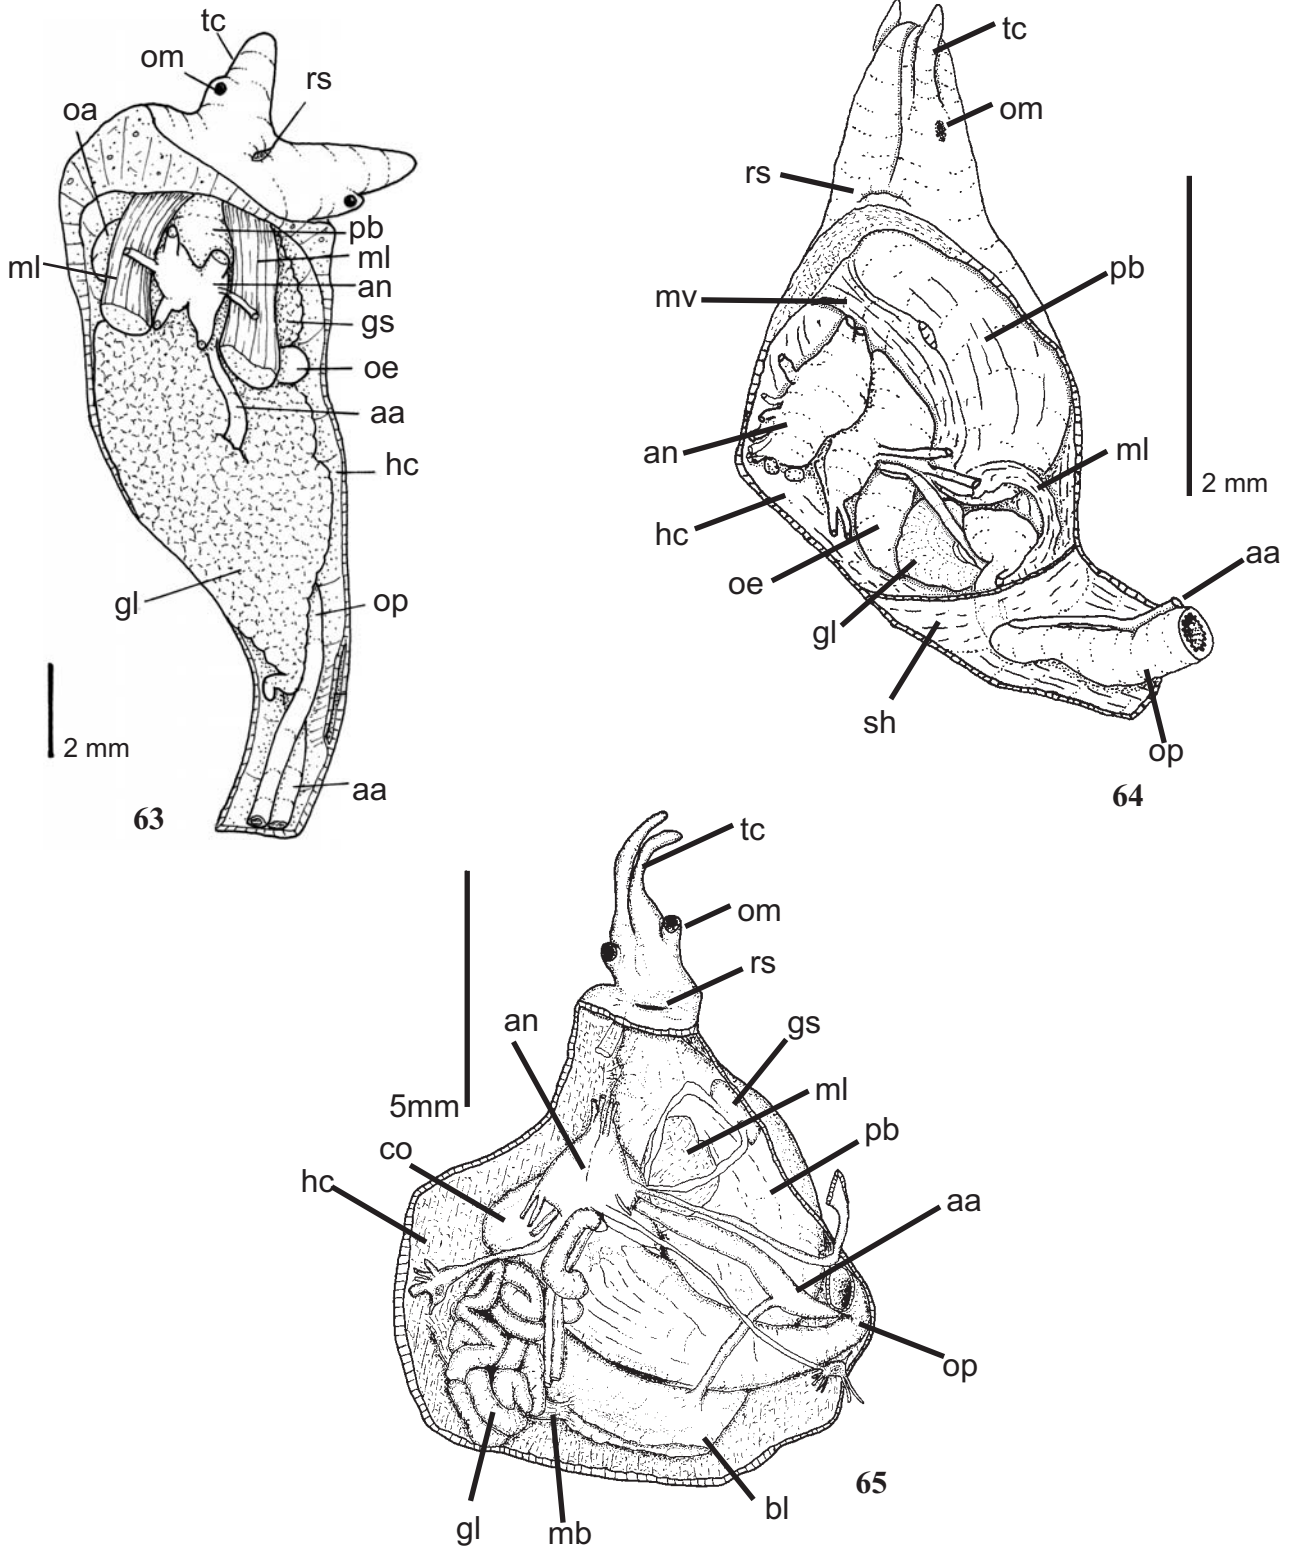 tc
om
rs
oa
pb
ml
ml
an
gs
oe
aa
hc
gl
op
2 mm
aa
63
tc
om
rs
pb
mv
an
ml
2 mm
hc
oe
aa
gl
sh
op
64
tc
om
rs
an
gs
ml
5mm
pb
co
hc
aa
op
bl
gl
mb
65